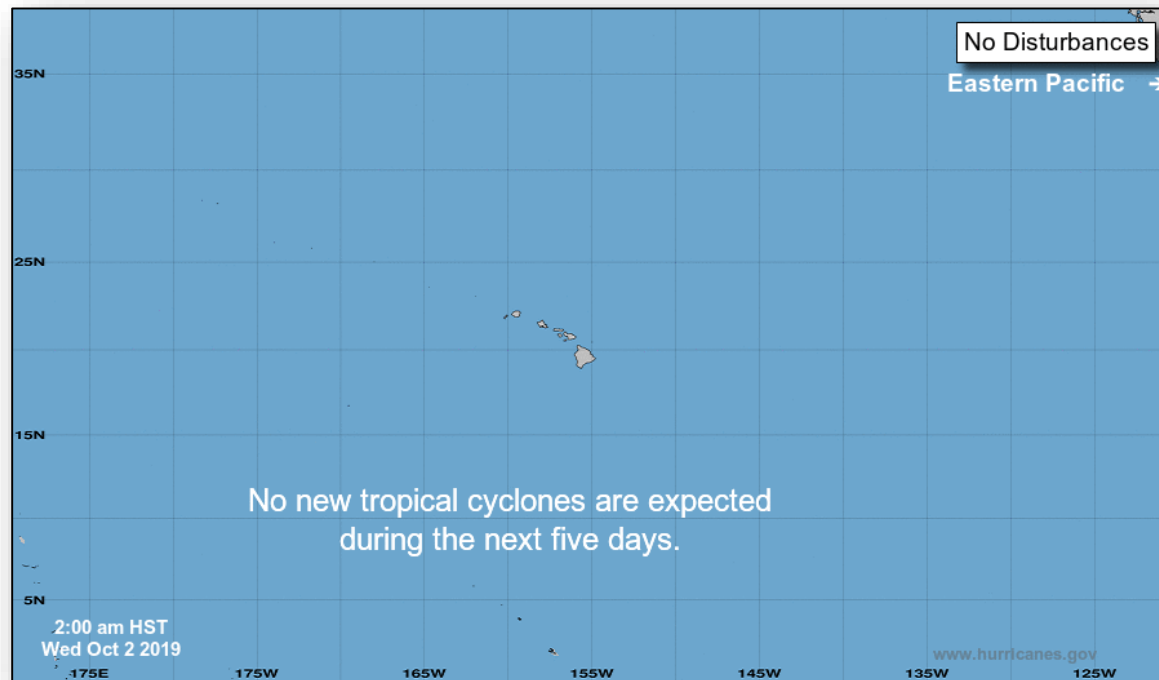 No Disturbances
35N
Eastern Pacific →
25N
15N
No new tropical cyclones are expected
during the next five days.
5N
2:00 am HST
Wed Oct 2 2019
www.hurricanes.gov
175E 175W 165W 155W 145W 135W 125W